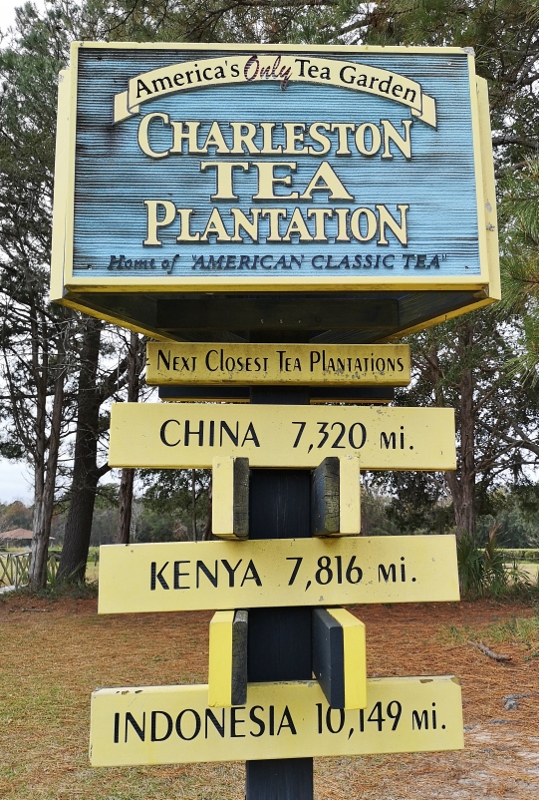 America's Only Tea Garden
CHARLESTON
TEA
PLANTATION
Home of "AMERICAN CLASSIC TEA"
NEXT CLOSEST TEA PLANTATIONS
CHINA 7,320 MI.
KENYA 7,816 MI.
INDONESIA 10,149 MI.